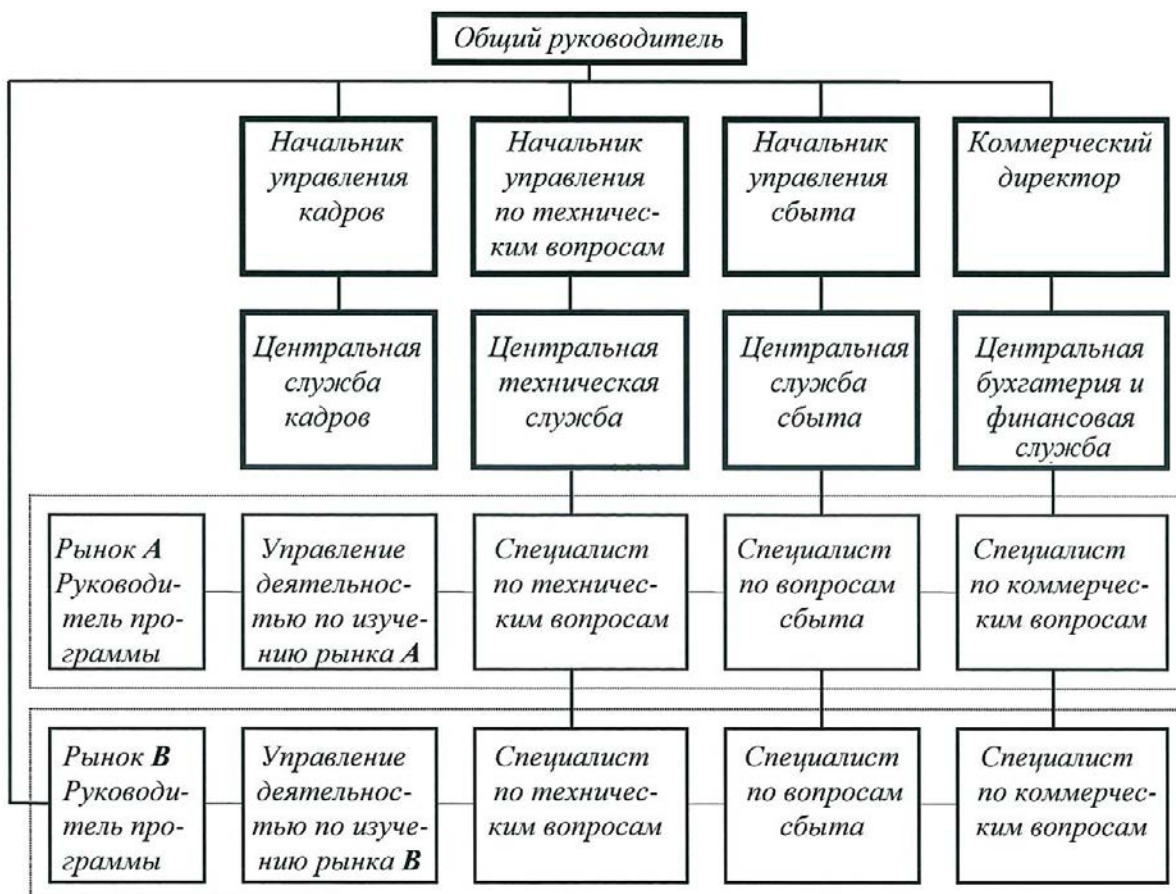 Общий руководитель
Начальник
управления
кадров
Начальник
управления
по техничес-
ким вопросам
Начальник
управления
сбыта
Коммерческий
директор
Центральная
служба
кадров
Центральная
техническая
служба
Центральная
служба
сбыта
Центральная
бухгатерия и
финансовая
служба
Рынок А
Руководи-
тель про-
граммы
Управление
деятельнос-
тью по изуче-
нию рынка А
Специалист
по техничес-
ким вопросам
Специалист
по вопросам
сбыта
Специалист
по коммерчес-
ким вопросам
Рынок В
Руководи-
тель про-
граммы
Управление
деятельнос-
тью по изуче-
нию рынка В
Специалист
по техничес-
ким вопросам
Специалист
по вопросам
сбыта
Специалист
по коммерчес-
ким вопросам